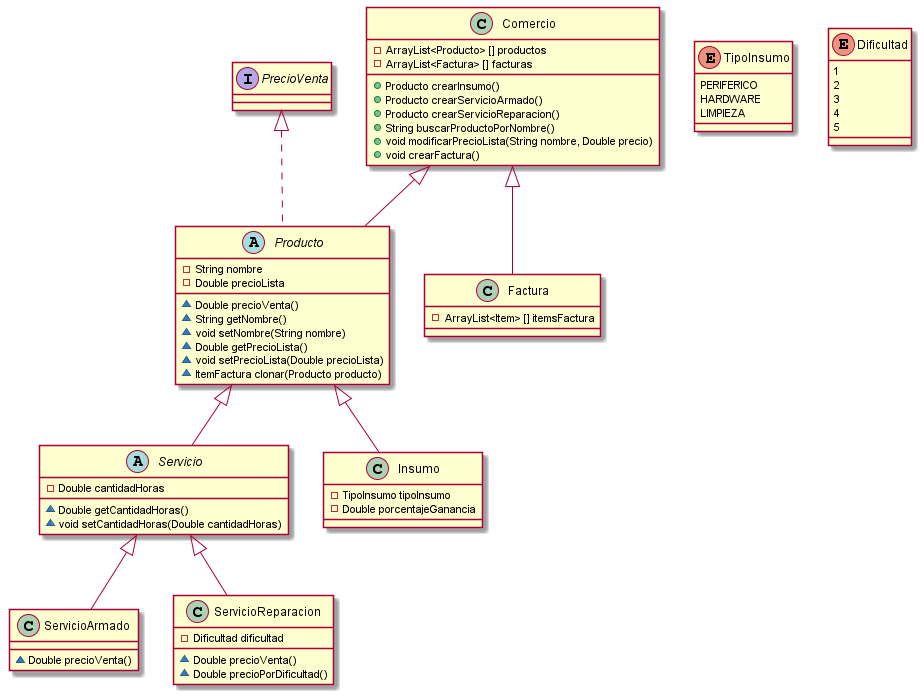 C Comercio
ArrayList<Producto> [] productos
ArrayList<Factura> [] facturas
Producto crearInsumo()
Producto crearServicioArmado()
Producto crearServicioReparacion()
String buscarProductoPorNombre()
void modificarPrecioLista(String nombre, Double precio)
void crearFactura()
I PrecioVenta
E TipoInsumo
PERIFERICO
HARDWARE
LIMPIEZA
E Dificultad
1
2
3
4
5
A Producto
String nombre
Double precioLista
Double precioVenta()
String getNombre()
void setNombre(String nombre)
Double getPrecioLista()
void setPrecioLista(Double precioLista)
ItemFactura clonar(Producto producto)
C Factura
ArrayList<Item> [] itemsFactura
A Servicio
Double cantidadHoras
Double getCantidadHoras()
void setCantidadHoras(Double cantidadHoras)
C Insumo
TipoInsumo tipoInsumo
Double porcentajeGanancia
C ServicioArmado
Double precioVenta()
C ServicioReparacion
Dificultad dificultad
Double precioVenta()
Double precioPorDificultad()